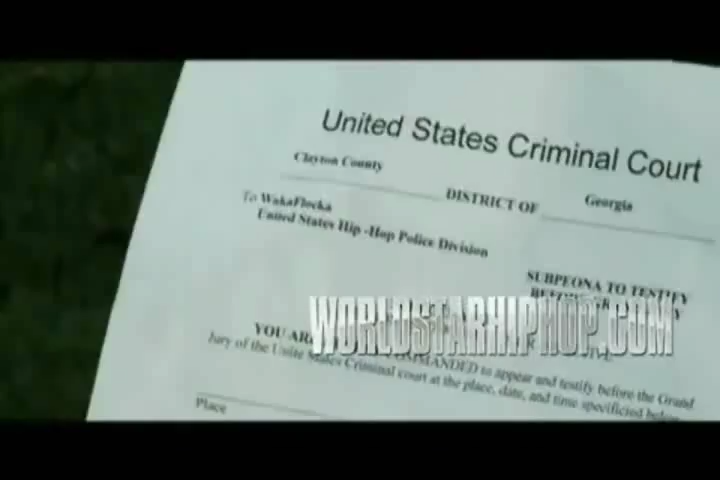 United States Criminal Court
Clayton County
DISTRICT OF
Georgia
To WakaFlocka
United States Hip -Hop Police Division
SUBPEONA TO TESTIFY
WORLDSTARHIPHOP.COM
YOU COMMANDED to appear and testify before the Grand
Jury of the Unite States Criminal court at the place, date, and time specificied below
Place